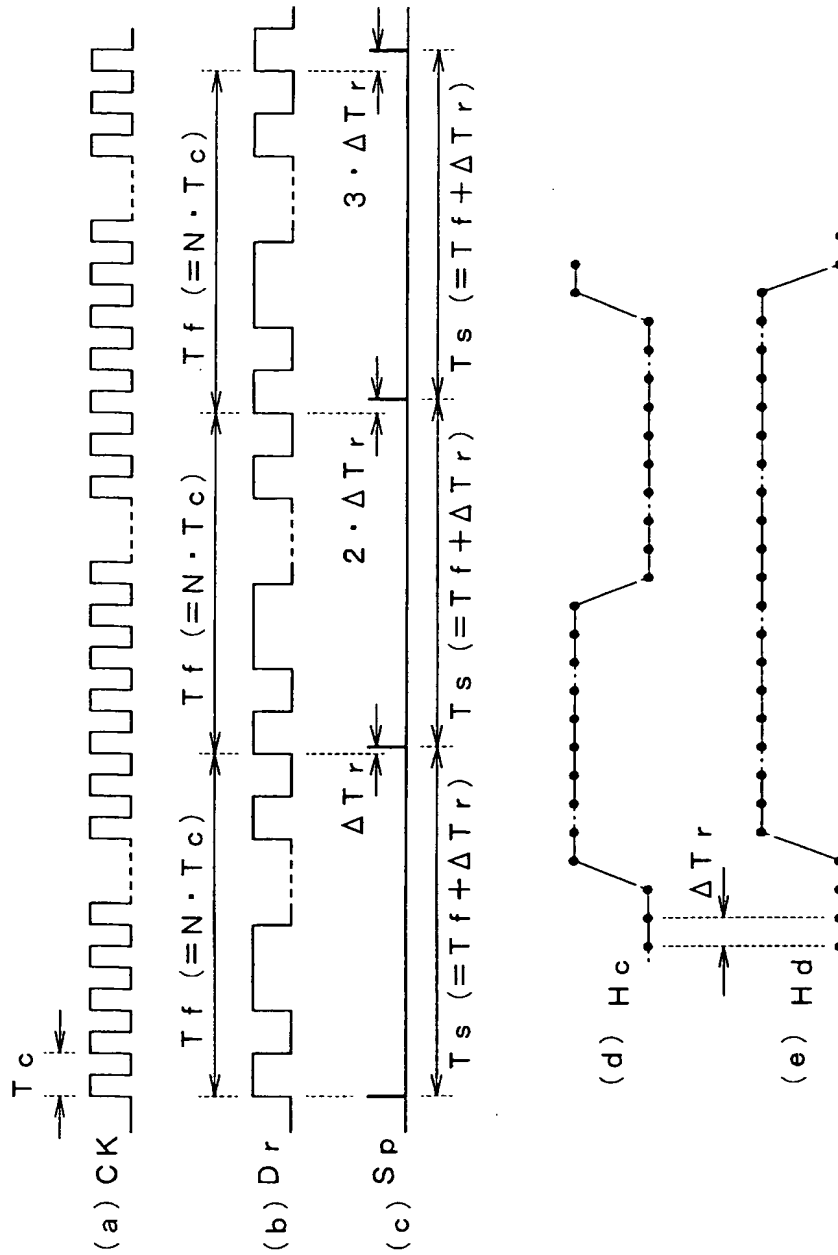 Tc
(a) CK
Tf (=N・Tc)
Tf (=N・Tc)
Tf (=N・Tc)
(b) Dr
ΔTr
2・ΔTr
3・ΔTr
(c) Sp
Ts (=Tf+ΔTr)
Ts (=Tf+ΔTr)
Ts (=Tf+ΔTr)
(d) Hc
ΔTr
(e) Hd